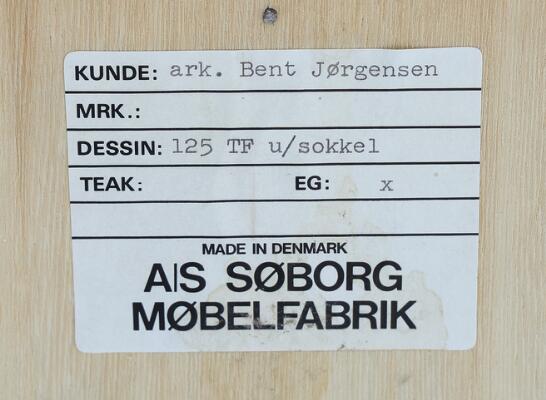 KUNDE: ark. Bent Jørgensen
MRK.:
DESSIN: 125 TF u/sokkel
TEAK: EG: x
MADE IN DENMARK
A|S SØBORG
MØBELFABRIK